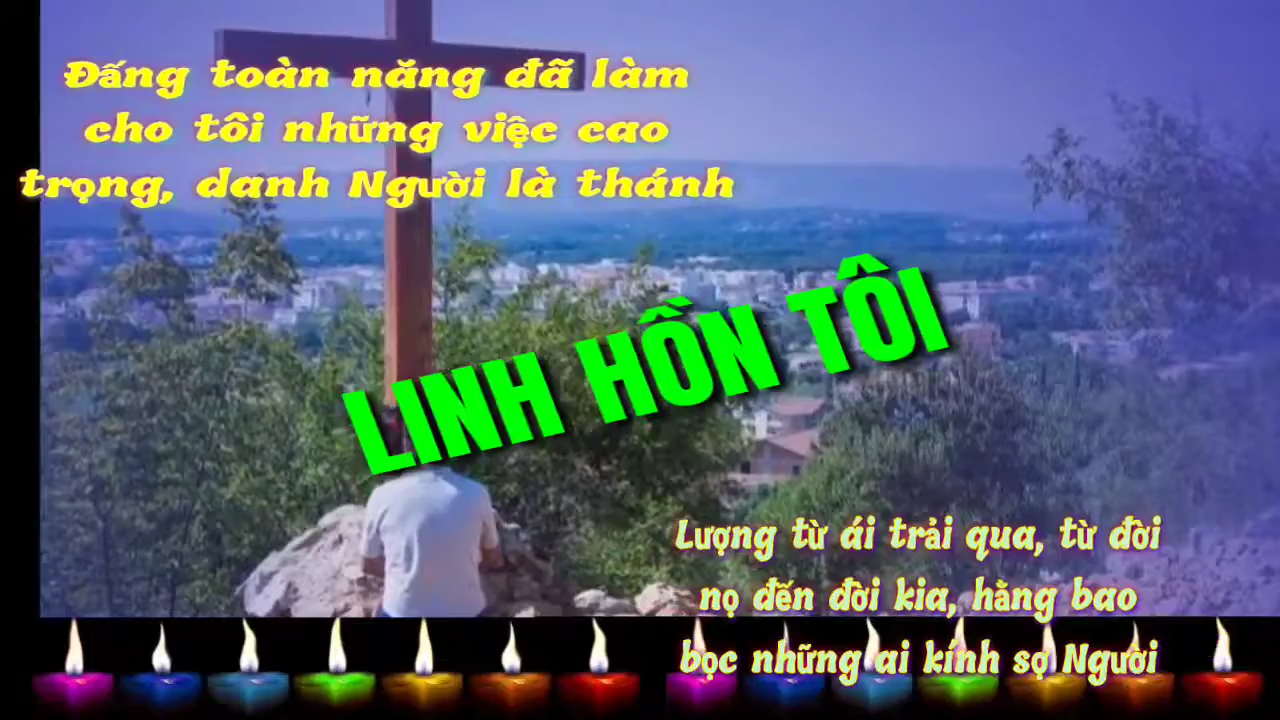 Đấng toàn năng đã làm
cho tôi những việc cao
trọng, danh Người là thánh
LINH HỒN TÔI
Lượng từ ái trải qua, từ đời
nọ đến đời kia, hằng bao
bọc những ai kính sợ Người